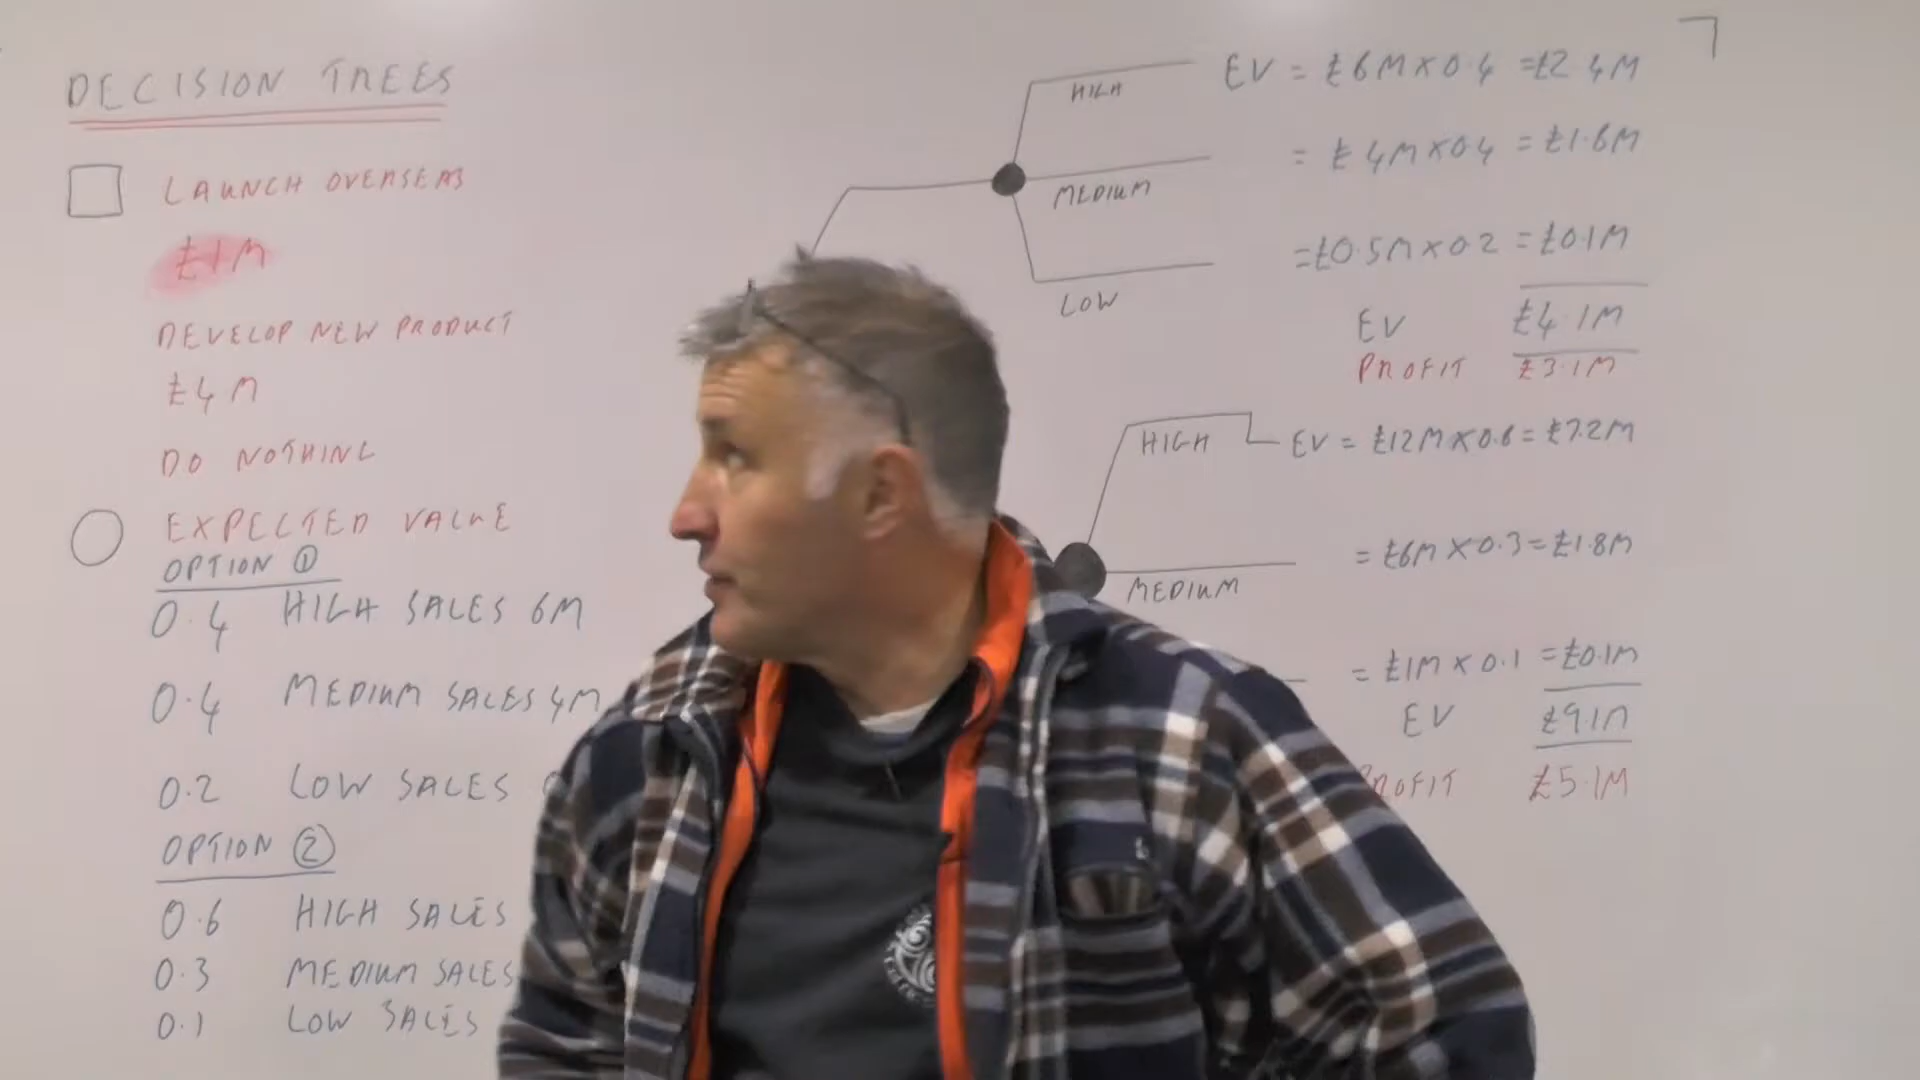 DECISION TREES
LAUNCH OVERSEAS
£1M
DEVELOP NEW PRODUCT
£4M
DO NOTHING
EXPECTED VALUE
OPTION ①
0.4 HIGH SALES 6M
0.4 MEDIUM SALES 4M
0.2 LOW SALES
OPTION ②
0.6 HIGH SALES
0.3 MEDIUM SALES
0.1 LOW SALES
HIGH EV = £6M X 0.4 = £2.4M
MEDIUM = £4M X 0.4 = £1.6M
LOW = £0.5M X 0.2 = £0.1M
EV £4.1M
PROFIT £3.1M
HIGH EV = £12M X 0.6 = £7.2M
MEDIUM = £6M X 0.3 = £1.8M
= £1M X 0.1 = £0.1M
EV £9.1M
PROFIT £5.1M